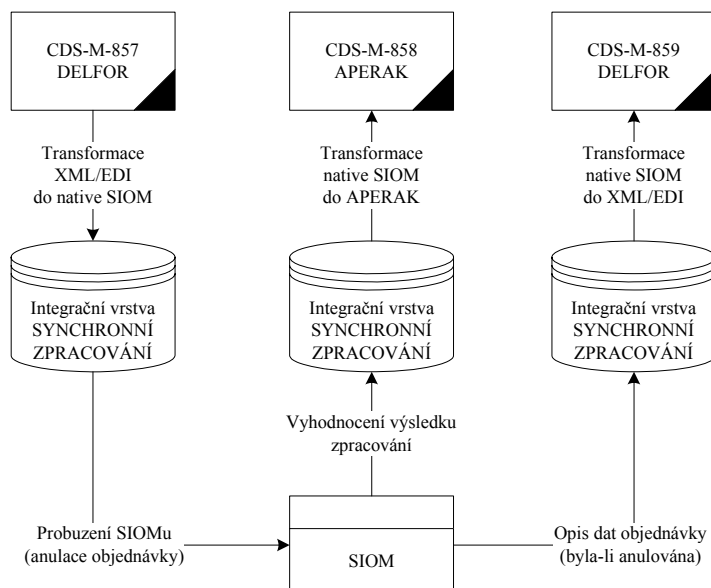 CDS-M-857
DELFOR
CDS-M-858
APERAK
CDS-M-859
DELFOR
Transformace
XML/EDI
do native SIOM
Transformace
native SIOM
do APERAK
Transformace
native SIOM
do XML/EDI
Integrační vrstva
SYNCHRONNÍ
ZPRACOVÁNÍ
Integrační vrstva
SYNCHRONNÍ
ZPRACOVÁNÍ
Integrační vrstva
SYNCHRONNÍ
ZPRACOVÁNÍ
Vyhodnocení výsledku
zpracování
Probuzení SIOMu
(anulace objednávky)
SIOM
Opis dat objednávky
(byla-li anulována)